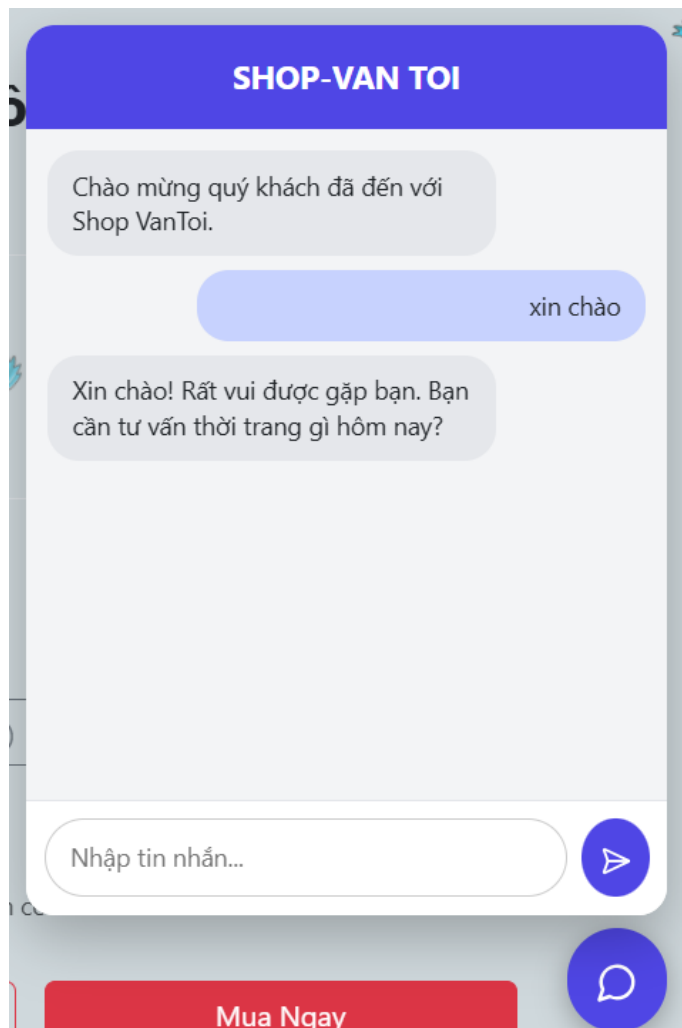 SHOP-VAN TOI
Chào mừng quý khách đã đến với
Shop VanToi.
xin chào
Xin chào! Rất vui được gặp bạn. Bạn
cần tư vấn thời trang gì hôm nay?
Nhập tin nhắn...
Mua Ngay